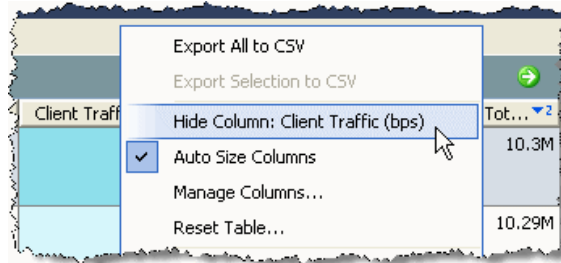 Export All to CSV
Export Selection to CSV
Client Traff
Hide Column: Client Traffic (bps)
Tot... 2
Auto Size Columns
10.3M
Manage Columns...
Reset Table...
10.29M